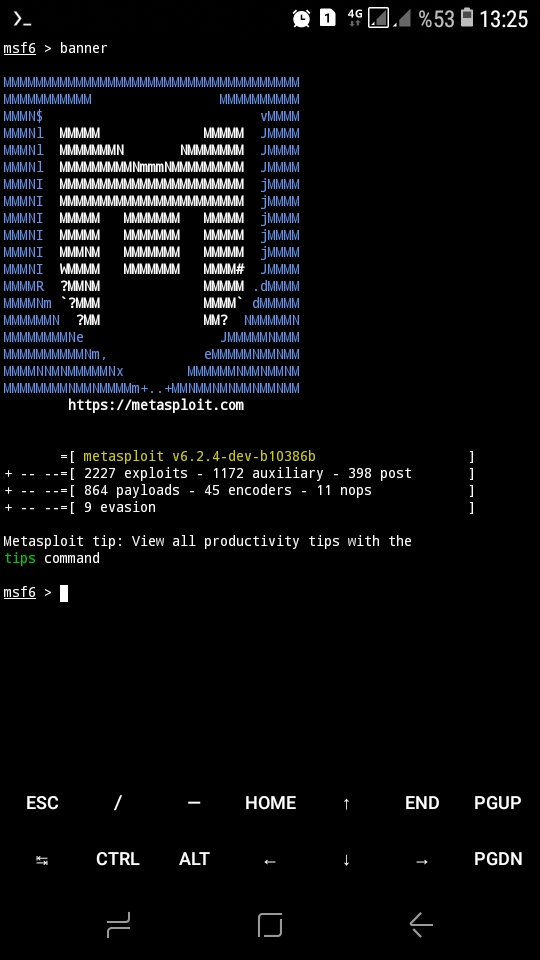 4G %53 13:25
msf6 > banner
MMMMMMMMMMMMMMMMMMMMMMMMMMMMMMMMMMMMM
MMMMMMMMMMM                MMMMMMMMMM
MMMN$                           vMMMM
MMMNl  MMMMM             MMMMM  JMMMM
MMMNl  MMMMMMMN       NMMMMMMM  JMMMM
MMMNl  MMMMMMMMMNmmmNMMMMMMMMM  JMMMM
MMMNI  MMMMMMMMMMMMMMMMMMMMMMM  jMMMM
MMMNI  MMMMMMMMMMMMMMMMMMMMMMM  jMMMM
MMMNI  MMMMM   MMMMMMM   MMMMM  jMMMM
MMMNI  MMMMM   MMMMMMM   MMMMM  jMMMM
MMMNI  MMMNM   MMMMMMM   MMMMM  jMMMM
MMMNI  WMMMM   MMMMMMM   MMMM#  JMMMM
MMMMR  ?MMNM             MMMMM .dMMMM
MMMMNm `?MMM             MMMM` dMMMM
MMMMMMN  ?MM             MM?  NMMMMMN
MMMMMMMMNe                 JMMMMMNMMM
MMMMMMMMMMNm,            eMMMMMNMMNMM
MMMMNNMNMMMMMNx        MMMMMMNMMNMMNM
MMMMMMMMNMMNMMMMm+..+MMNMMNMNMMNMMNMM
https://metasploit.com
=[ metasploit v6.2.4-dev-b10386b ]
+ -- --=[ 2227 exploits - 1172 auxiliary - 398 post ]
+ -- --=[ 864 payloads - 45 encoders - 11 nops ]
+ -- --=[ 9 evasion ]
Metasploit tip: View all productivity tips with the
tips command
msf6 >
ESC / — HOME ↑ END PGUP
↹ CTRL ALT ← ↓ → PGDN